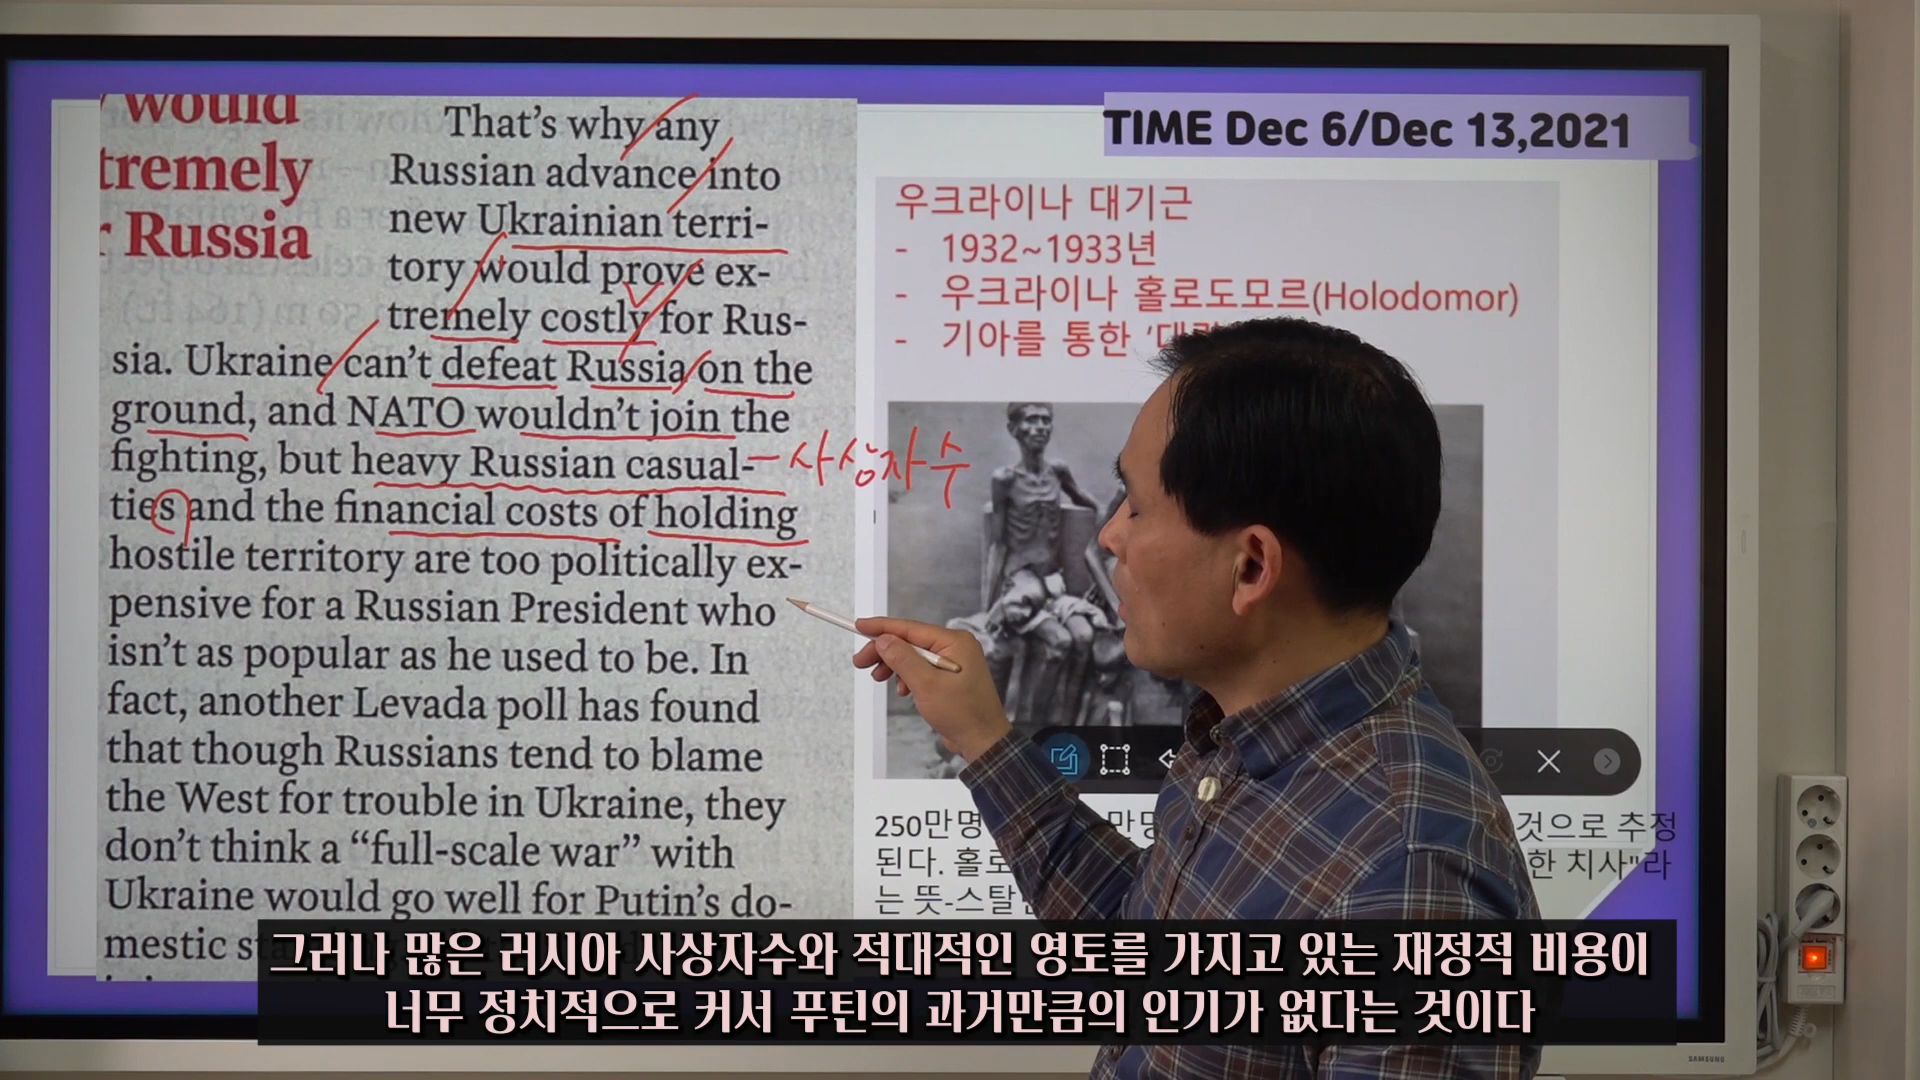 would
tremely
Russia
That's why any
Russian advance into
new Ukrainian terri-
tory would prove ex-
tremely costly for Rus-
sia. Ukraine can't defeat Russia on the
ground, and NATO wouldn't join the
fighting, but heavy Russian casual-
ties and the financial costs of holding
hostile territory are too politically ex-
pensive for a Russian President who
isn't as popular as he used to be. In
fact, another Levada poll has found
that though Russians tend to blame
the West for trouble in Ukraine, they
don't think a “full-scale war” with
Ukraine would go well for Putin's do-
mestic
사상자수
TIME Dec 6/Dec 13,2021
우크라이나 대기근
- 1932~1933년
- 우크라이나 홀로도모르(Holodomor)
- 기아를 통한
250만명 것으로 추정
된다. 한 치사"라
는 뜻
그러나 많은 러시아 사상자수와 적대적인 영토를 가지고 있는 재정적 비용이
너무 정치적으로 커서 푸틴의 과거만큼의 인기가 없다는 것이다
SAMSUNG